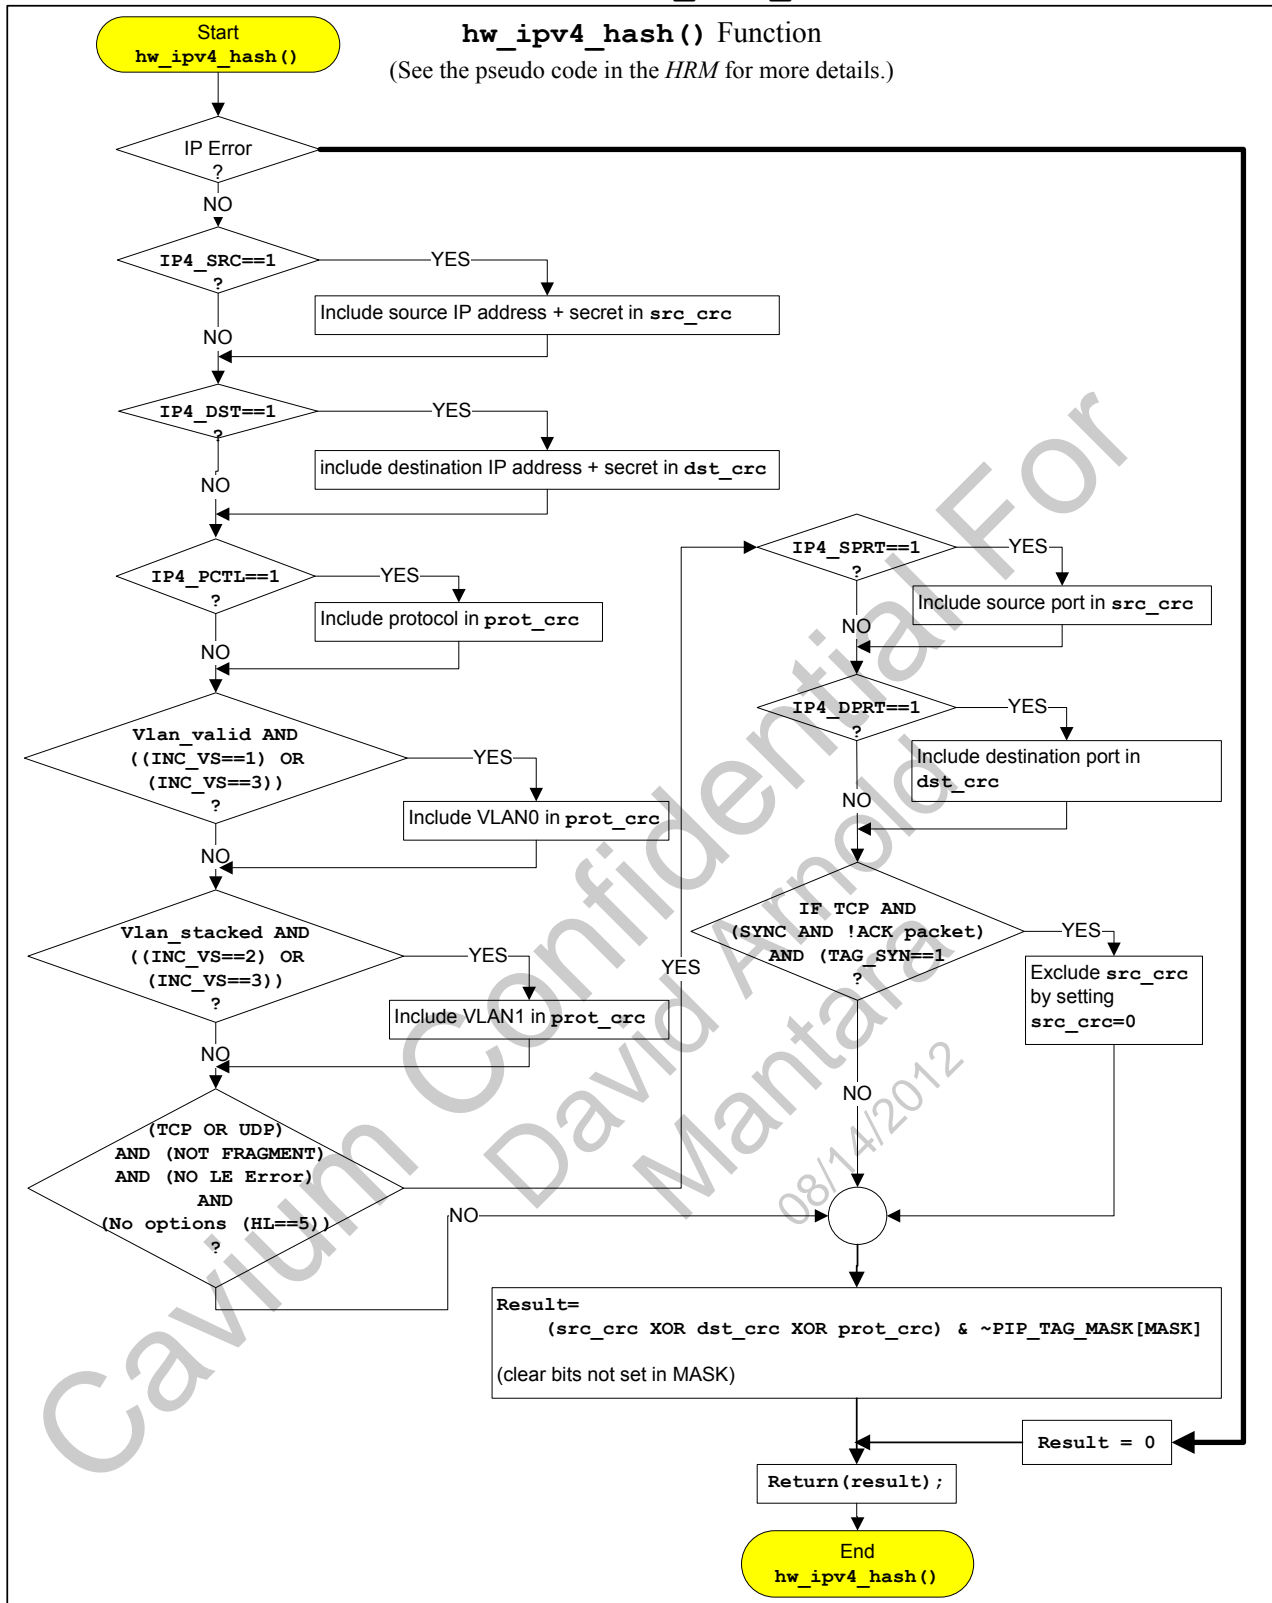 hw_ipv4_hash() Function
(See the pseudo code in the HRM for more details.)
Start
hw_ipv4_hash()
IP Error
?
NO
IP4_SRC==1
?
YES
Include source IP address + secret in src_crc
NO
IP4_DST==1
?
YES
include destination IP address + secret in dst_crc
NO
IP4_PCTL==1
?
YES
Include protocol in prot_crc
NO
Vlan_valid AND
((INC_VS==1) OR
(INC_VS==3))
?
YES
Include VLAN0 in prot_crc
NO
Vlan_stacked AND
((INC_VS==2) OR
(INC_VS==3))
?
YES
Include VLAN1 in prot_crc
NO
(TCP OR UDP)
AND (NOT FRAGMENT)
AND (NO LE Error)
AND
(No options (HL==5))
?
YES
NO
IP4_SPRT==1
?
YES
Include source port in src_crc
NO
IP4_DPRT==1
?
YES
Include destination port in
dst_crc
NO
IF TCP AND
(SYNC AND !ACK packet)
AND (TAG_SYN==1
?
YES
Exclude src_crc
by setting
src_crc=0
NO
Result=
(src_crc XOR dst_crc XOR prot_crc) & ~PIP_TAG_MASK[MASK]
(clear bits not set in MASK)
Result = 0
Return(result);
End
hw_ipv4_hash()
Cavium Confidential For
David Arnold
Mantara
08/14/2012